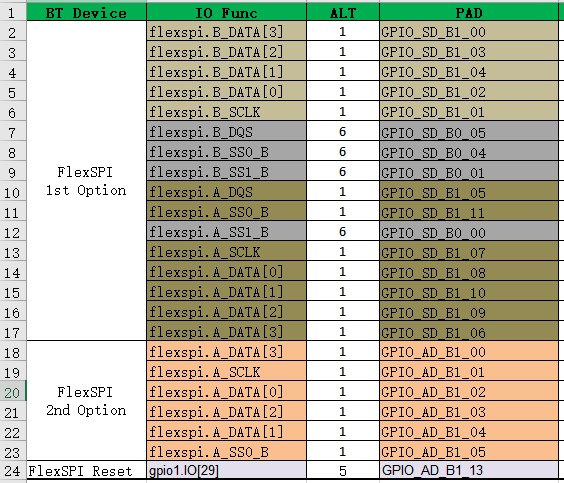 1 BT Device IO Func ALT PAD
2 flexspi.B_DATA[3] 1 GPIO_SD_B1_00
3 flexspi.B_DATA[2] 1 GPIO_SD_B1_03
4 flexspi.B_DATA[1] 1 GPIO_SD_B1_04
5 flexspi.B_DATA[0] 1 GPIO_SD_B1_02
6 flexspi.B_SCLK 1 GPIO_SD_B1_01
7 flexspi.B_DQS 6 GPIO_SD_B0_05
8 flexspi.B_SS0_B 6 GPIO_SD_B0_04
9 FlexSPI flexspi.B_SS1_B 6 GPIO_SD_B0_01
10 1st Option flexspi.A_DQS 1 GPIO_SD_B1_05
11 flexspi.A_SS0_B 1 GPIO_SD_B1_11
12 flexspi.A_SS1_B 6 GPIO_SD_B0_00
13 flexspi.A_SCLK 1 GPIO_SD_B1_07
14 flexspi.A_DATA[0] 1 GPIO_SD_B1_08
15 flexspi.A_DATA[1] 1 GPIO_SD_B1_10
16 flexspi.A_DATA[2] 1 GPIO_SD_B1_09
17 flexspi.A_DATA[3] 1 GPIO_SD_B1_06
18 flexspi.A_DATA[3] 1 GPIO_AD_B1_00
19 flexspi.A_SCLK 1 GPIO_AD_B1_01
20 FlexSPI flexspi.A_DATA[0] 1 GPIO_AD_B1_02
21 2nd Option flexspi.A_DATA[2] 1 GPIO_AD_B1_03
22 flexspi.A_DATA[1] 1 GPIO_AD_B1_04
23 flexspi.A_SS0_B 1 GPIO_AD_B1_05
24 FlexSPI Reset gpio1.IO[29] 5 GPIO_AD_B1_13